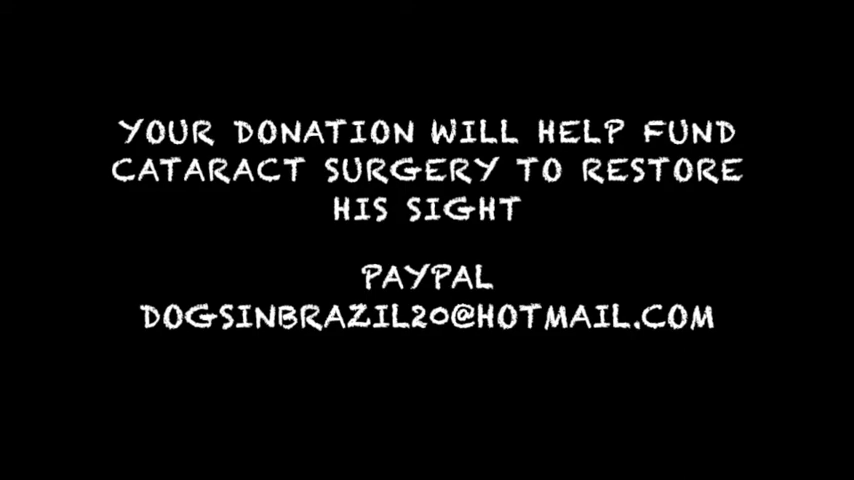 YOUR DONATION WILL HELP FUND
CATARACT SURGERY TO RESTORE
HIS SIGHT
PAYPAL
DOGSINBRAZIL20@HOTMAIL.COM